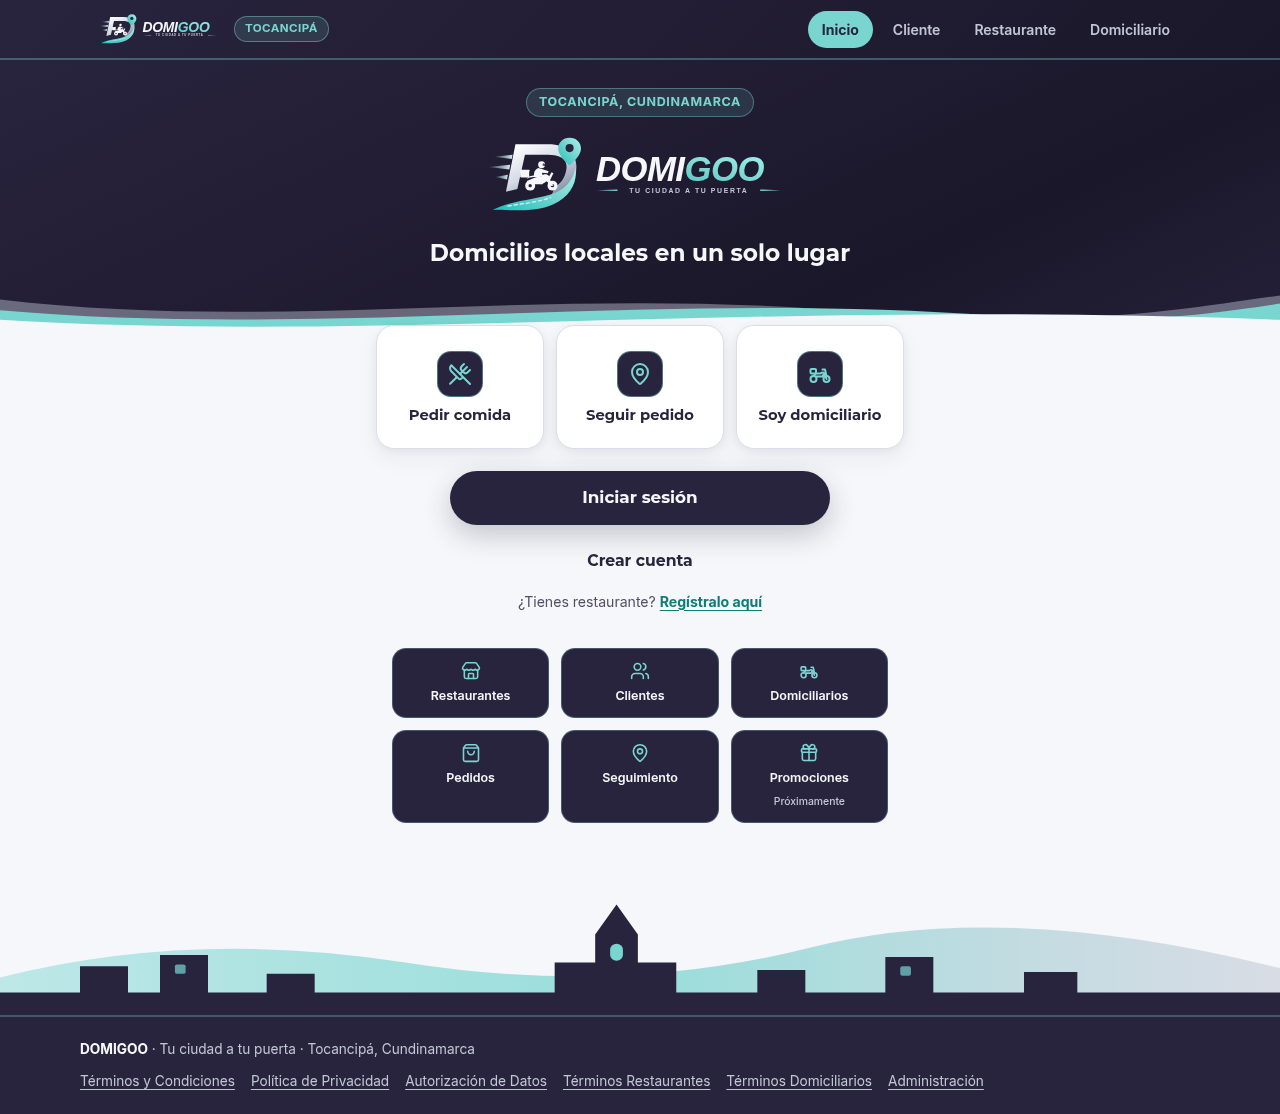 DOMIGOO
TU CIUDAD A TU PUERTA
TOCANCIPÁ
Inicio
Cliente
Restaurante
Domiciliario
TOCANCIPÁ, CUNDINAMARCA
DOMIGOO
TU CIUDAD A TU PUERTA
Domicilios locales en un solo lugar
Pedir comida
Seguir pedido
Soy domiciliario
Iniciar sesión
Crear cuenta
¿Tienes restaurante? Regístralo aquí
Restaurantes
Clientes
Domiciliarios
Pedidos
Seguimiento
Promociones
Próximamente
DOMIGOO · Tu ciudad a tu puerta · Tocancipá, Cundinamarca
Términos y Condiciones Política de Privacidad Autorización de Datos Términos Restaurantes Términos Domiciliarios Administración